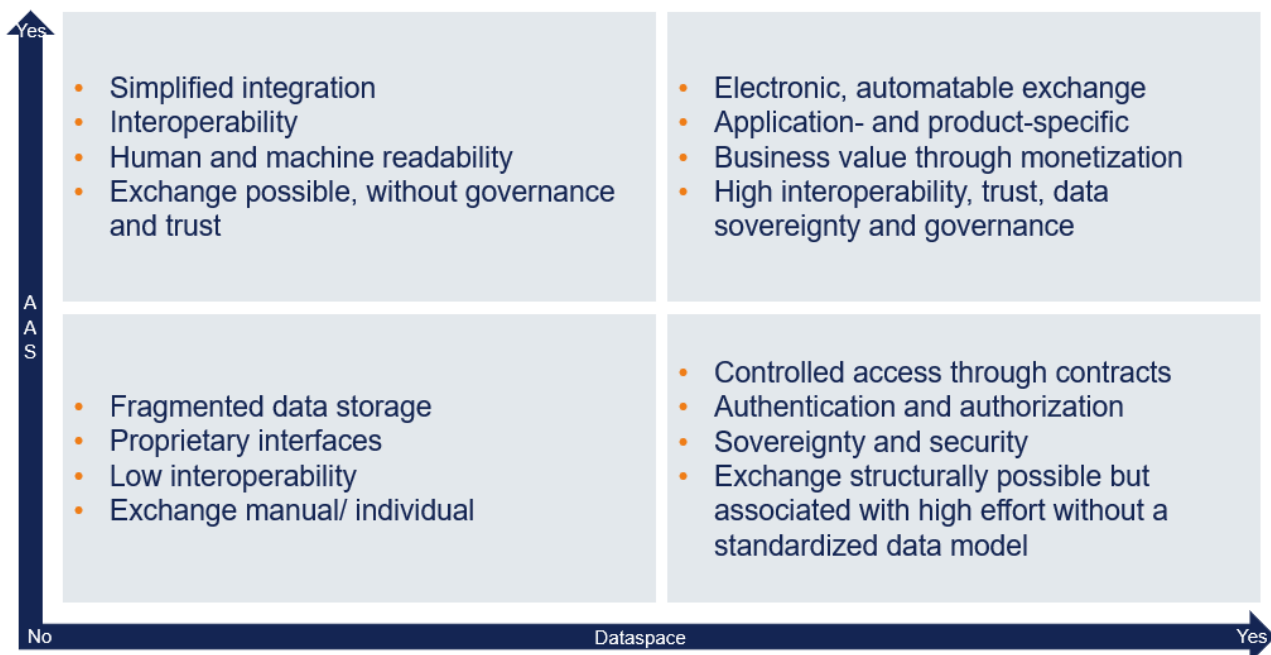 Yes
• Simplified integration
• Interoperability
• Human and machine readability
• Exchange possible, without governance
and trust
• Electronic, automatable exchange
• Application- and product-specific
• Business value through monetization
• High interoperability, trust, data
sovereignty and governance
A
A
S
• Fragmented data storage
• Proprietary interfaces
• Low interoperability
• Exchange manual/ individual
• Controlled access through contracts
• Authentication and authorization
• Sovereignty and security
• Exchange structurally possible but
associated with high effort without a
standardized data model
No
Dataspace
Yes